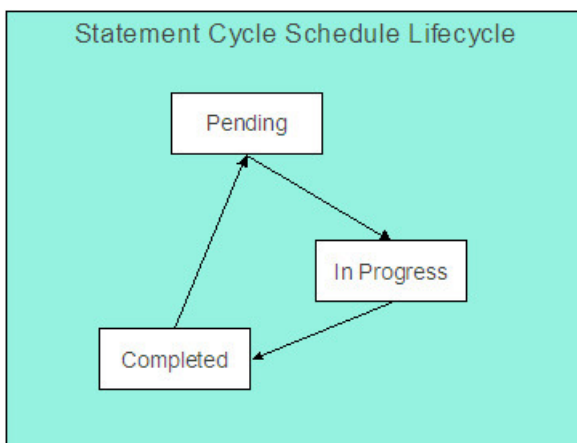 Statement Cycle Schedule Lifecycle
Pending
In Progress
Completed